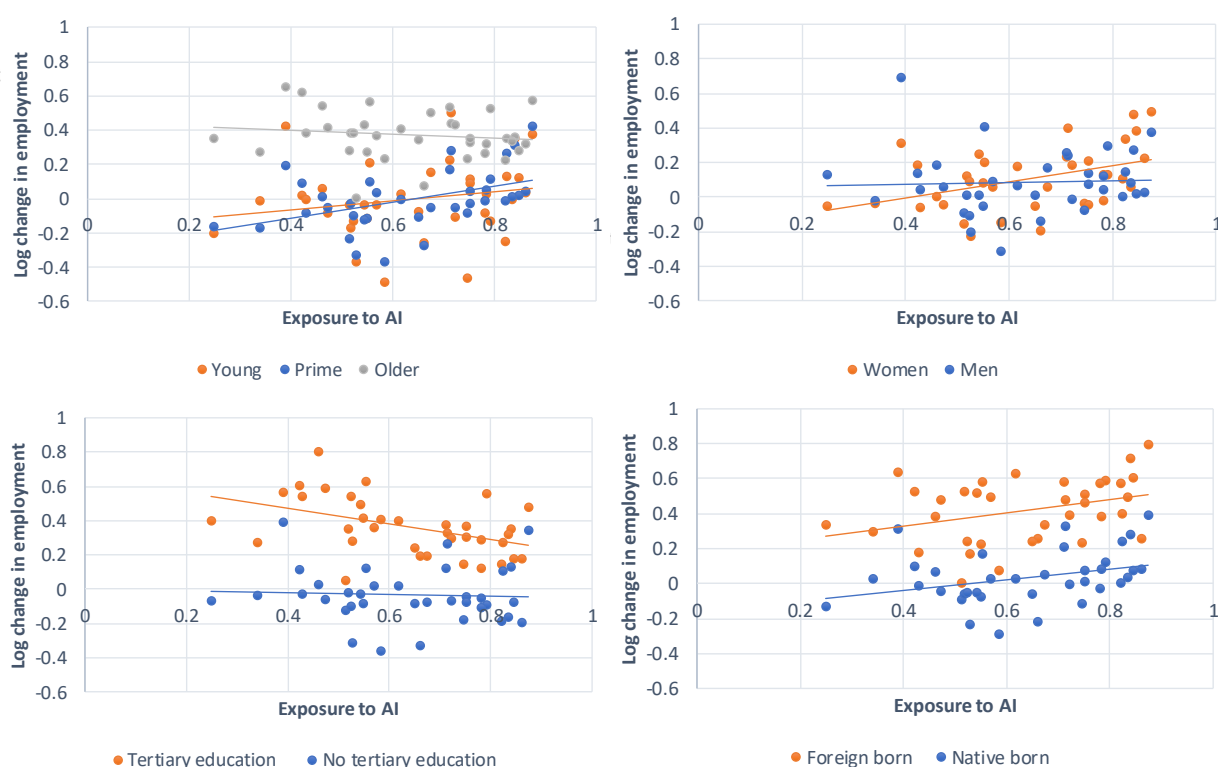 1
0.8
0.6
0.4
0.2
0
-0.2
-0.4
-0.6
0 0.2 0.4 0.6 0.8 1
Log change in employment
Exposure to AI
Young Prime Older
1
0.8
0.6
0.4
0.2
0
-0.2
-0.4
-0.6
0 0.2 0.4 0.6 0.8 1
Log change in employment
Exposure to AI
Women Men
1
0.8
0.6
0.4
0.2
0
-0.2
-0.4
-0.6
0 0.2 0.4 0.6 0.8 1
Log change in employment
Exposure to AI
Tertiary education No tertiary education
1
0.8
0.6
0.4
0.2
0
-0.2
-0.4
-0.6
0 0.2 0.4 0.6 0.8 1
Log change in employment
Exposure to AI
Foreign born Native born